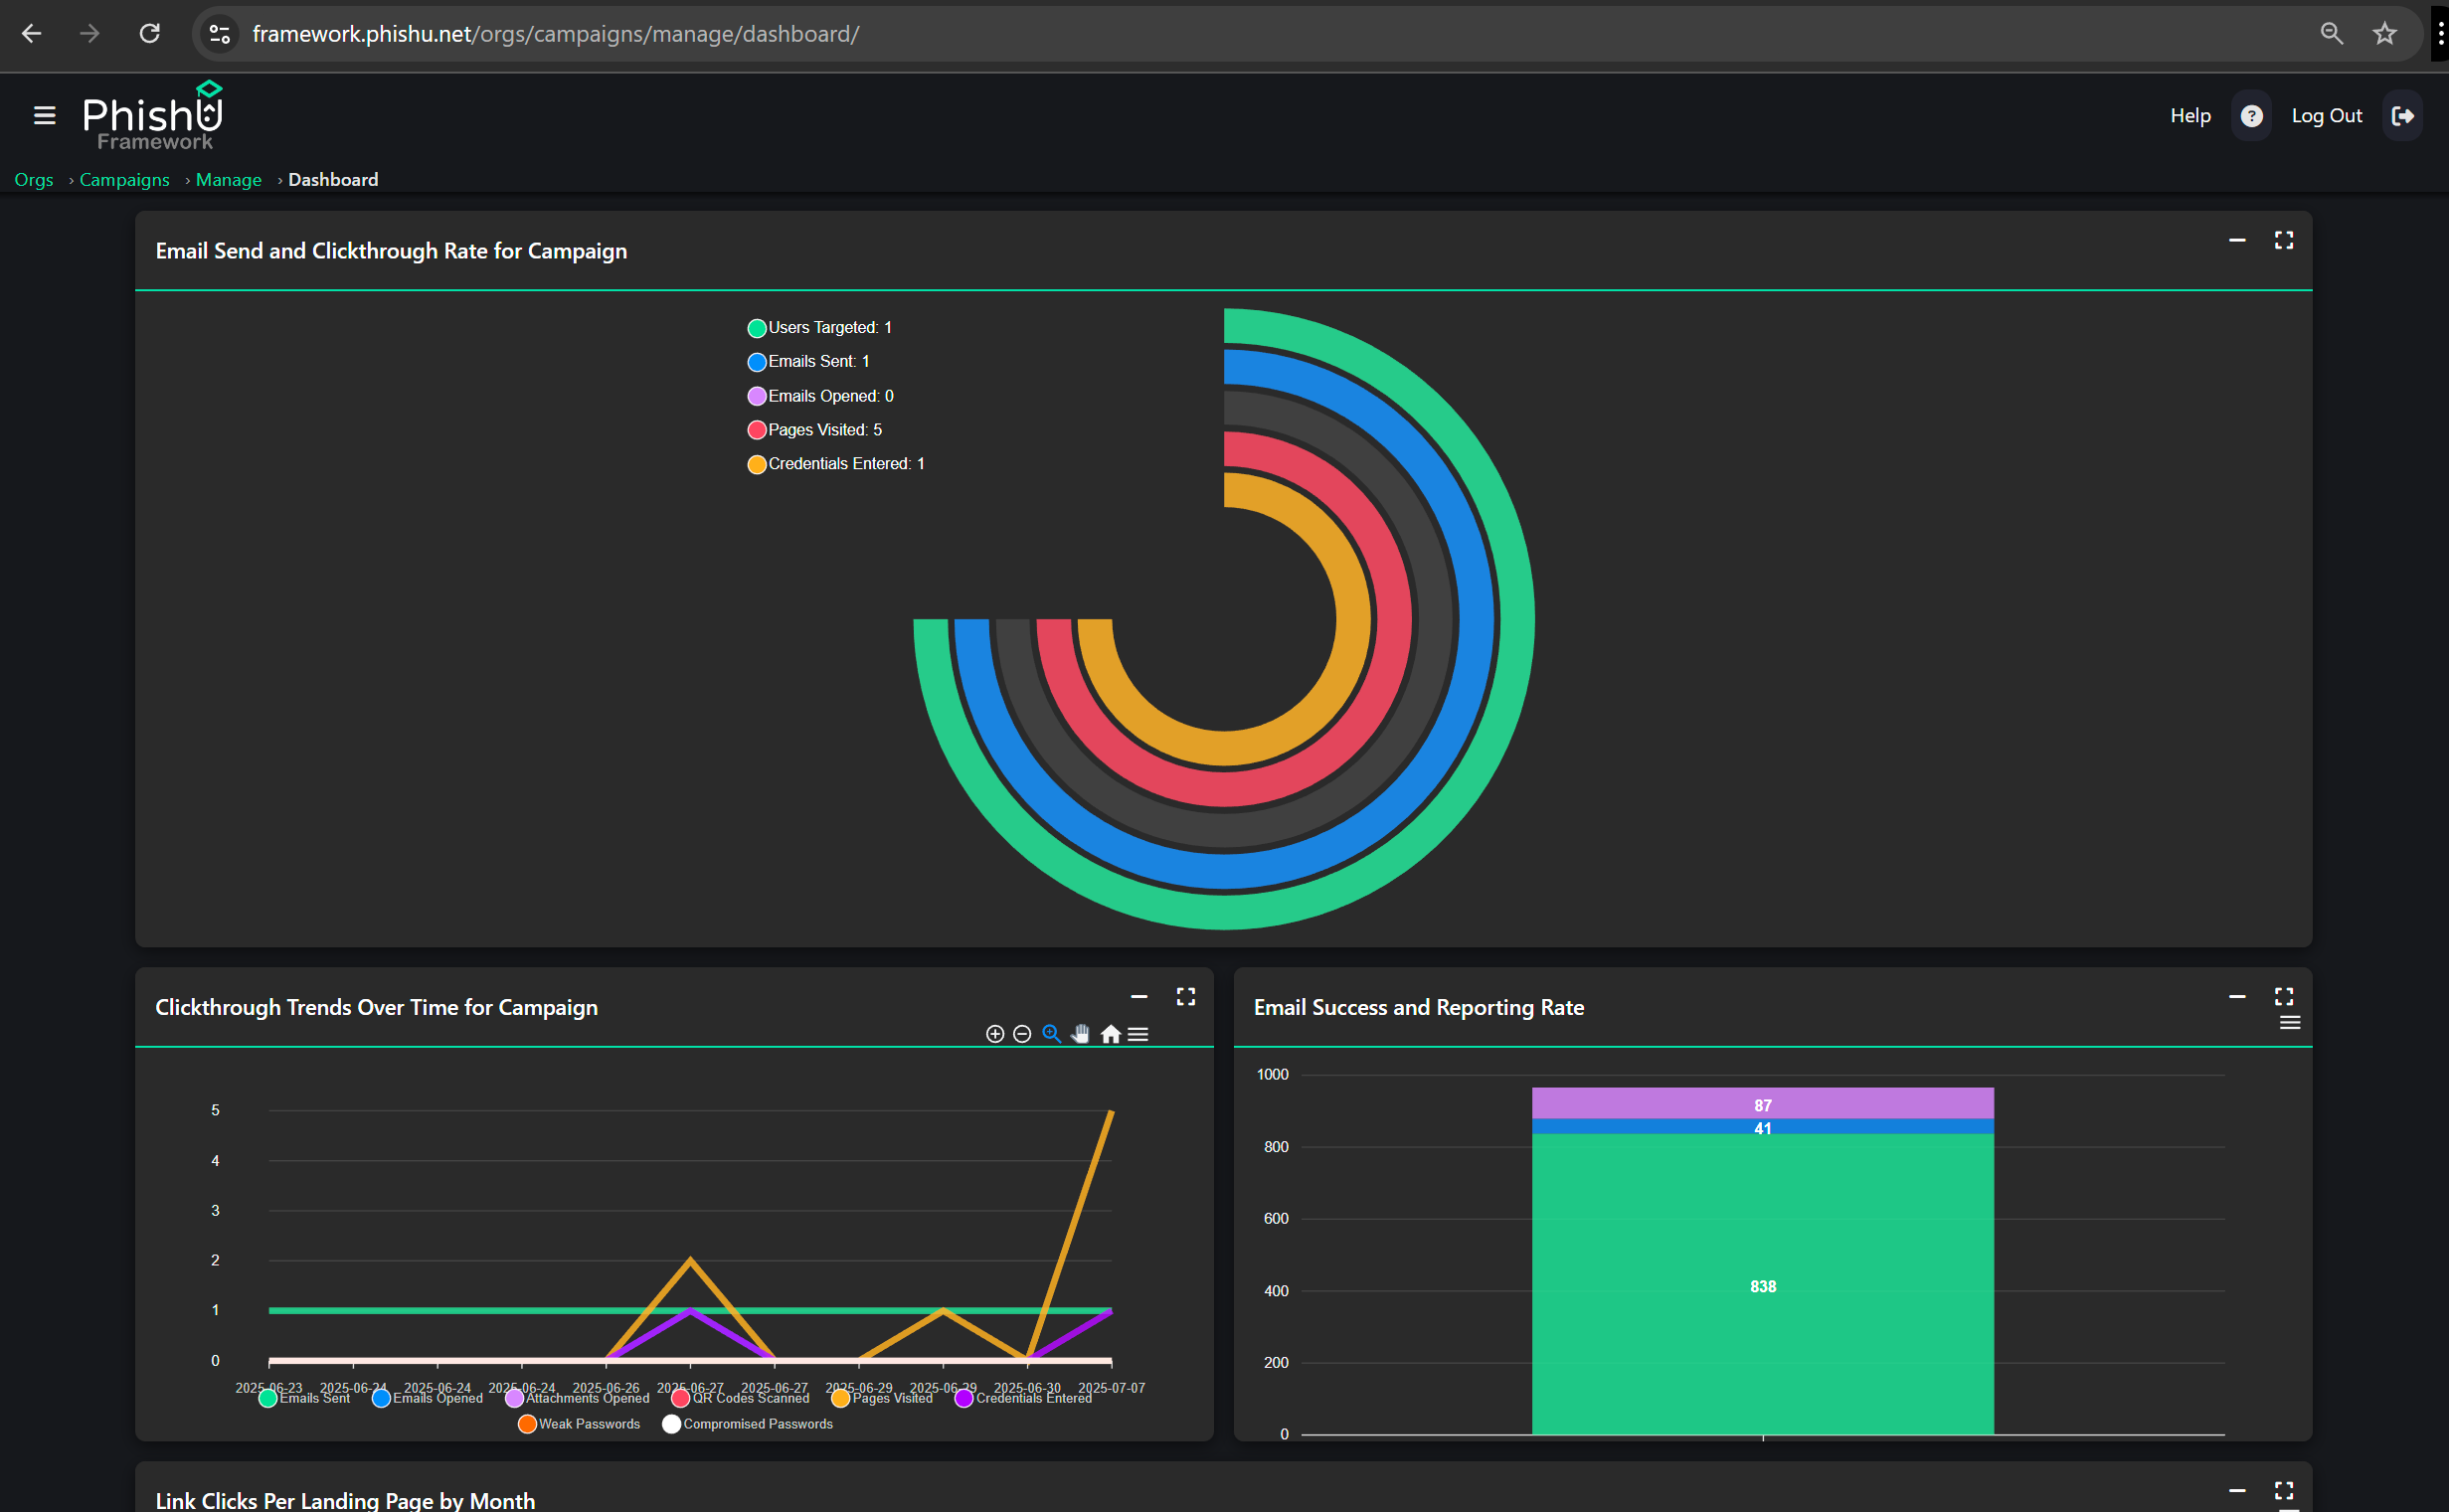 framework.phishu.net/orgs/campaigns/manage/dashboard/
PhishU
Framework
Help
?
Log Out
Orgs › Campaigns › Manage › Dashboard
Email Send and Clickthrough Rate for Campaign
Users Targeted: 1
Emails Sent: 1
Emails Opened: 0
Pages Visited: 5
Credentials Entered: 1
Clickthrough Trends Over Time for Campaign
5
4
3
2
1
0
2025-06-23 2025-06-24 2025-06-24 2025-06-24 2025-06-26 2025-06-27 2025-06-27 2025-06-29 2025-06-29 2025-06-30 2025-07-07
Emails Sent Emails Opened Attachments Opened QR Codes Scanned Pages Visited Credentials Entered
Weak Passwords Compromised Passwords
Email Success and Reporting Rate
1000
800
600
400
200
0
87
41
838
Link Clicks Per Landing Page by Month